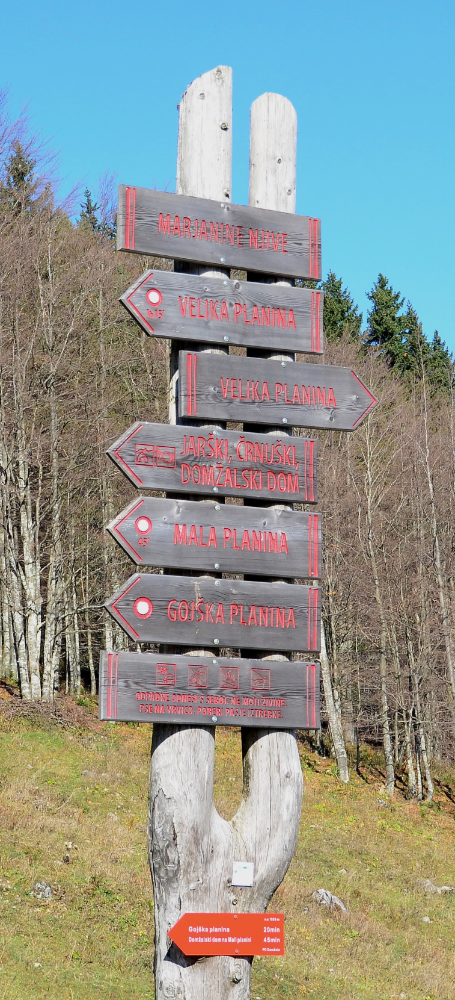 MARJANINE NJIVE
1h 15'
VELIKA PLANINA
VELIKA PLANINA
JARŠKI, ČRNUŠKI,
DOMŽALSKI DOM
45'
MALA PLANINA
GOJŠKA PLANINA
ODPADKE ODNESI S SEBOJ. NE MOTI ŽIVINE.
PSE NA VRVICO. POBERI PASJE IZTREBKE.
Gojška planina 20min
Domžalski dom na Mali planini 45min
PD Domžale